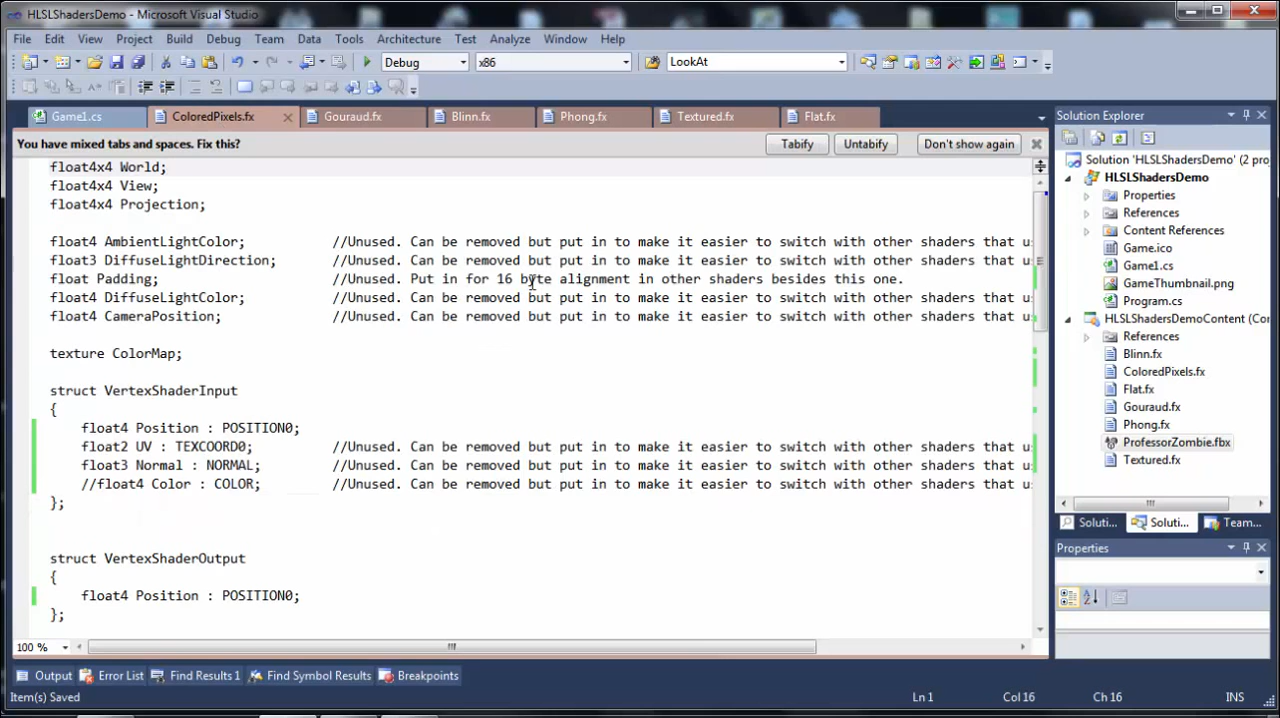 HLSLShadersDemo - Microsoft Visual Studio
File Edit View Project Build Debug Team Data Tools Architecture Test Analyze Window Help
Debug x86 LookAt
Game1.cs ColoredPixels.fx Gouraud.fx Blinn.fx Phong.fx Textured.fx Flat.fx
You have mixed tabs and spaces. Fix this? Tabify Untabify Don't show again
float4x4 World;
float4x4 View;
float4x4 Projection;
float4 AmbientLightColor; //Unused. Can be removed but put in to make it easier to switch with other shaders that u
float3 DiffuseLightDirection; //Unused. Can be removed but put in to make it easier to switch with other shaders that u
float Padding; //Unused. Put in for 16 byte alignment in other shaders besides this one.
float4 DiffuseLightColor; //Unused. Can be removed but put in to make it easier to switch with other shaders that u
float4 CameraPosition; //Unused. Can be removed but put in to make it easier to switch with other shaders that u
texture ColorMap;
struct VertexShaderInput
{
float4 Position : POSITION0;
float2 UV : TEXCOORD0; //Unused. Can be removed but put in to make it easier to switch with other shaders that u
float3 Normal : NORMAL; //Unused. Can be removed but put in to make it easier to switch with other shaders that u
//float4 Color : COLOR; //Unused. Can be removed but put in to make it easier to switch with other shaders that u
};
struct VertexShaderOutput
{
float4 Position : POSITION0;
};
100 %
Solution Explorer
Solution 'HLSLShadersDemo' (2 proj
HLSLShadersDemo
Properties
References
Content References
Game.ico
Game1.cs
GameThumbnail.png
Program.cs
HLSLShadersDemoContent (Co
References
Blinn.fx
ColoredPixels.fx
Flat.fx
Gouraud.fx
Phong.fx
ProfessorZombie.fbx
Textured.fx
Soluti... Soluti... Team...
Properties
Output Error List Find Results 1 Find Symbol Results Breakpoints
Item(s) Saved Ln 1 Col 16 Ch 16 INS